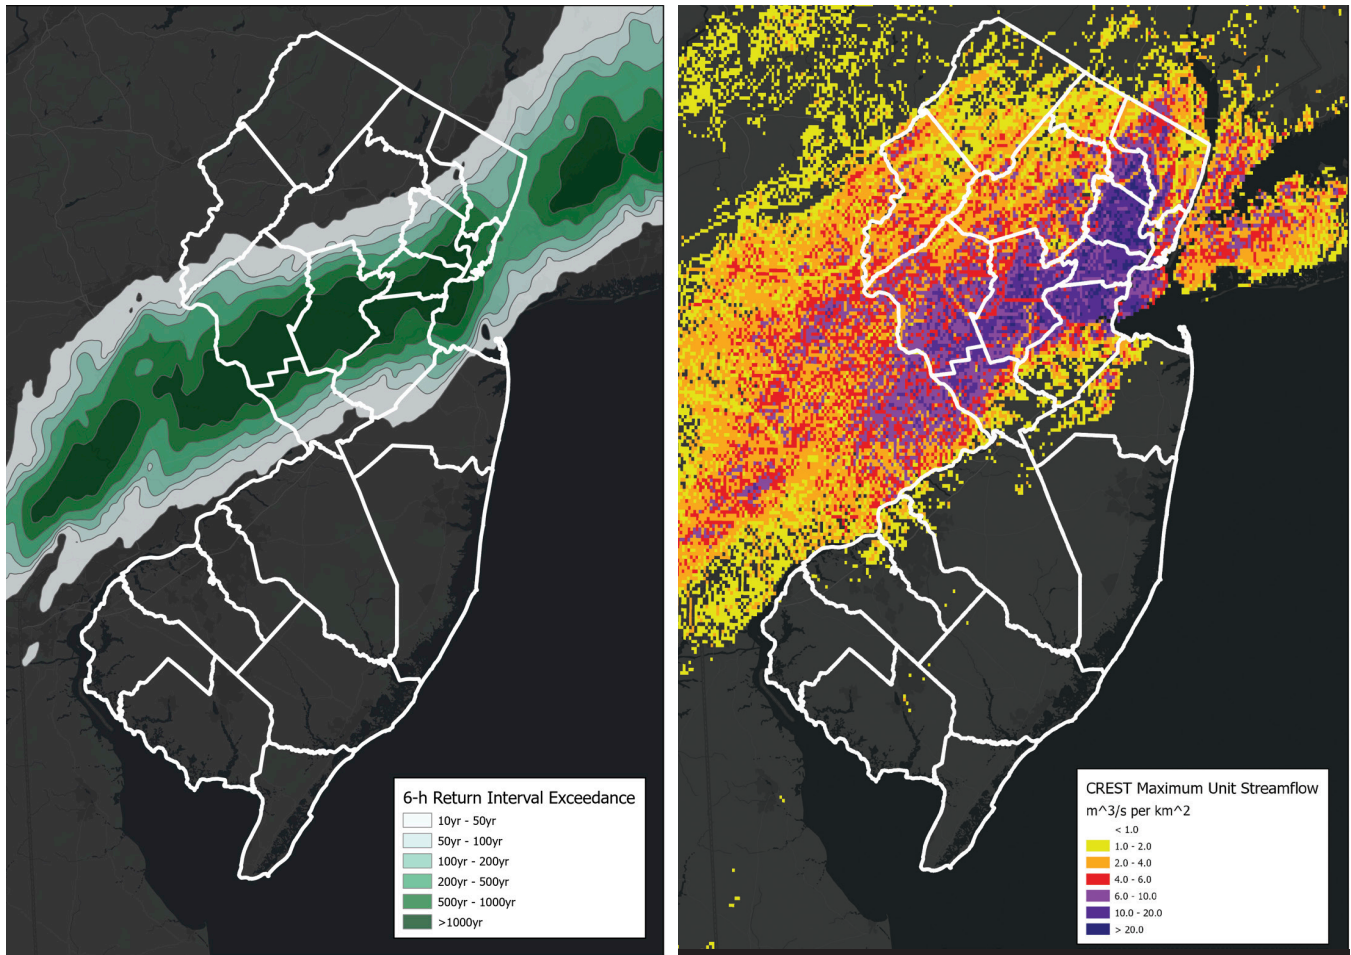 6-h Return Interval Exceedance
10yr - 50yr
50yr - 100yr
100yr - 200yr
200yr - 500yr
500yr - 1000yr
>1000yr
CREST Maximum Unit Streamflow
m^3/s per km^2
< 1.0
1.0 - 2.0
2.0 - 4.0
4.0 - 6.0
6.0 - 10.0
10.0 - 20.0
> 20.0